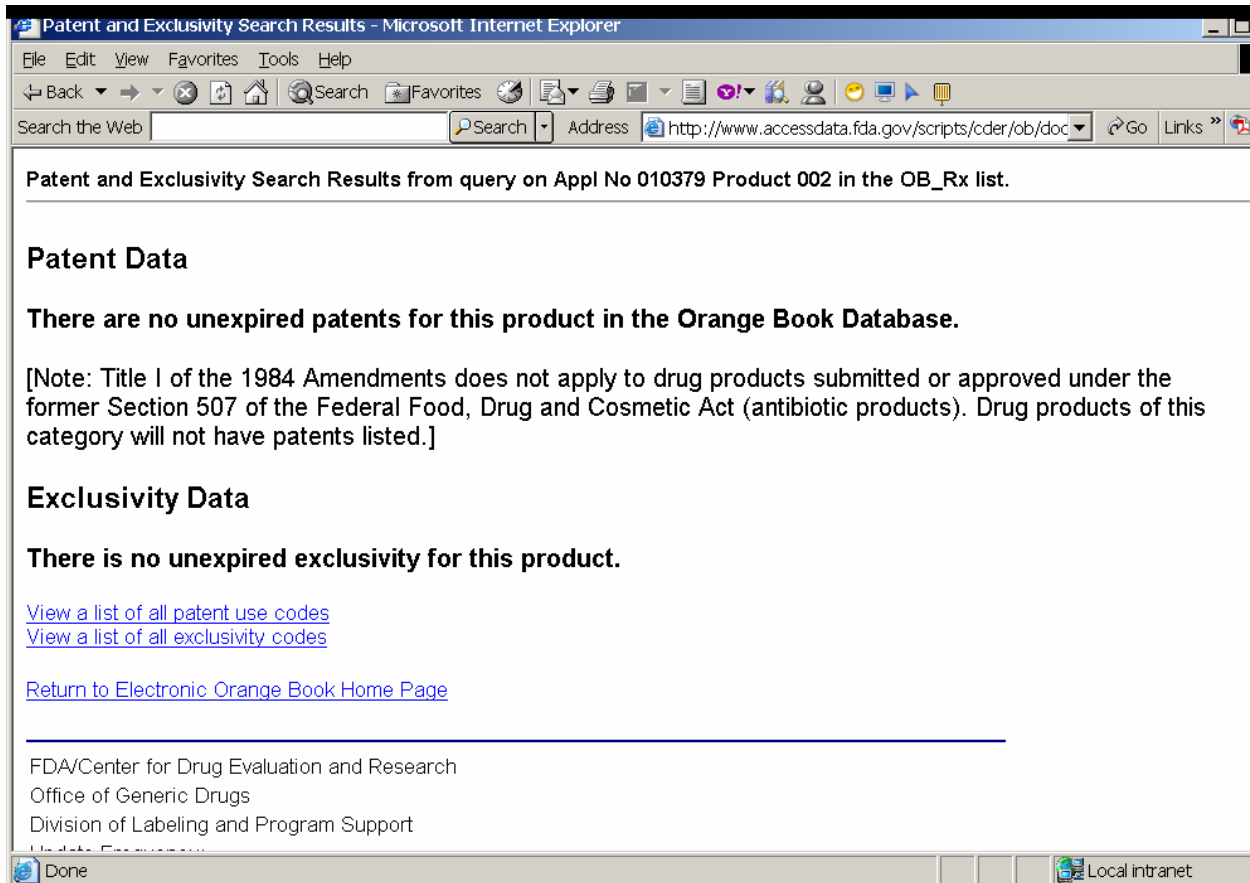 Patent and Exclusivity Search Results - Microsoft Internet Explorer
File Edit View Favorites Tools Help
Back Search Favorites
Search the Web Search Address http://www.accessdata.fda.gov/scripts/cder/ob/doc Go Links »
Patent and Exclusivity Search Results from query on Appl No 010379 Product 002 in the OB_Rx list.
Patent Data
There are no unexpired patents for this product in the Orange Book Database.
[Note: Title I of the 1984 Amendments does not apply to drug products submitted or approved under the
former Section 507 of the Federal Food, Drug and Cosmetic Act (antibiotic products). Drug products of this
category will not have patents listed.]
Exclusivity Data
There is no unexpired exclusivity for this product.
View a list of all patent use codes
View a list of all exclusivity codes
Return to Electronic Orange Book Home Page
FDA/Center for Drug Evaluation and Research
Office of Generic Drugs
Division of Labeling and Program Support
Done Local intranet